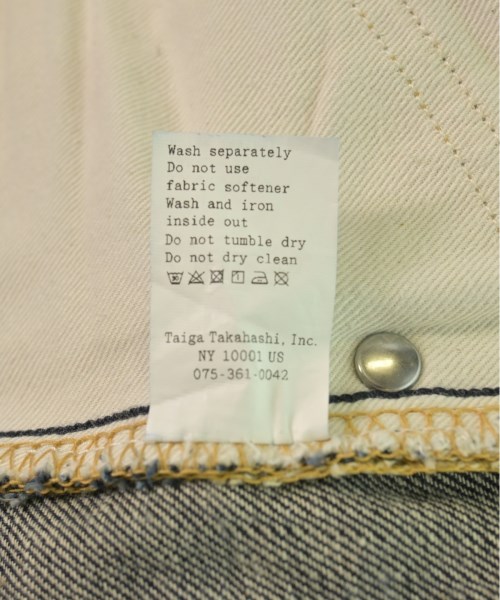 Wash separately
Do not use
fabric softener
Wash and iron
inside out
Do not tumble dry
Do not dry clean
Taiga Takahashi, Inc.
NY 10001 US
075-361-0042